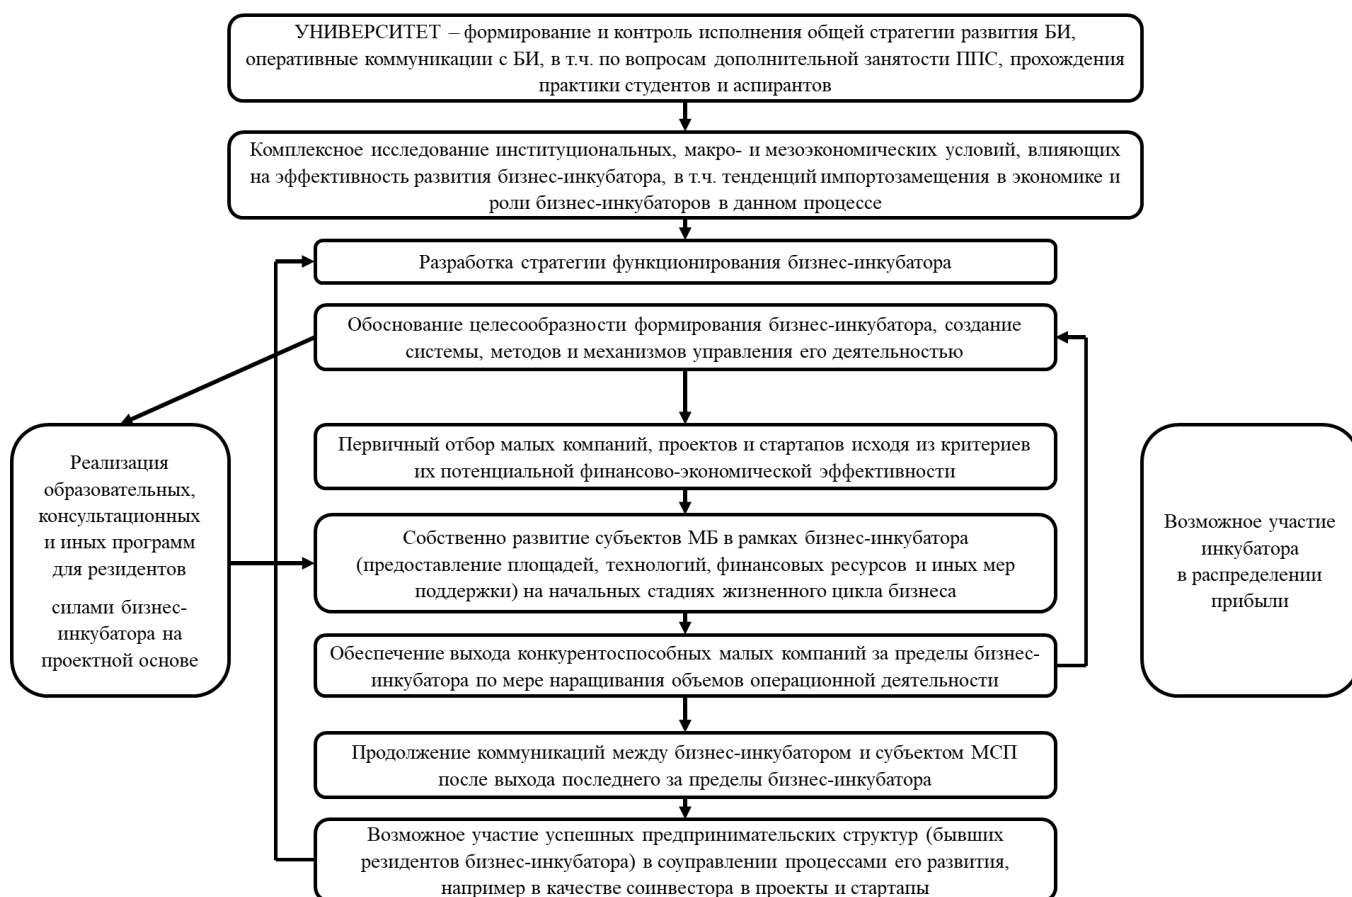 УНИВЕРСИТЕТ – формирование и контроль исполнения общей стратегии развития БИ,
оперативные коммуникации с БИ, в т.ч. по вопросам дополнительной занятости ППС, прохождения
практики студентов и аспирантов
Комплексное исследование институциональных, макро- и мезоэкономических условий, влияющих
на эффективность развития бизнес-инкубатора, в т.ч. тенденций импортозамещения в экономике и
роли бизнес-инкубаторов в данном процессе
Разработка стратегии функционирования бизнес-инкубатора
Обоснование целесообразности формирования бизнес-инкубатора, создание
системы, методов и механизмов управления его деятельностью
Реализация
образовательных,
консультационных
и иных программ
для резидентов
силами бизнес-
инкубатора на
проектной основе
Первичный отбор малых компаний, проектов и стартапов исходя из критериев
их потенциальной финансово-экономической эффективности
Собственно развитие субъектов МБ в рамках бизнес-инкубатора
(предоставление площадей, технологий, финансовых ресурсов и иных мер
поддержки) на начальных стадиях жизненного цикла бизнеса
Обеспечение выхода конкурентоспособных малых компаний за пределы бизнес-
инкубатора по мере наращивания объемов операционной деятельности
Возможное участие
инкубатора
в распределении
прибыли
Продолжение коммуникаций между бизнес-инкубатором и субъектом МСП
после выхода последнего за пределы бизнес-инкубатора
Возможное участие успешных предпринимательских структур (бывших
резидентов бизнес-инкубатора) в соуправлении процессами его развития,
например в качестве соинвестора в проекты и стартапы